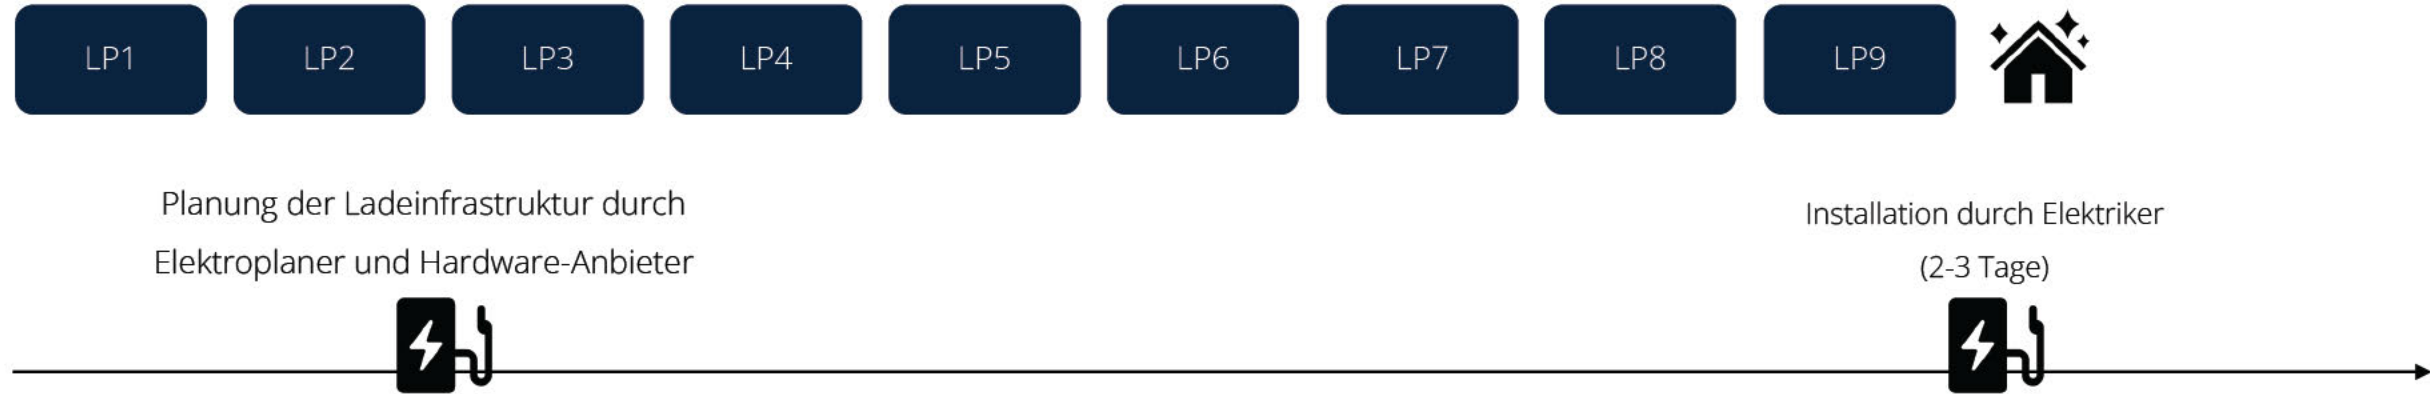 LP1 LP2 LP3 LP4 LP5 LP6 LP7 LP8 LP9
Planung der Ladeinfrastruktur durch
Elektroplaner und Hardware-Anbieter
Installation durch Elektriker
(2-3 Tage)